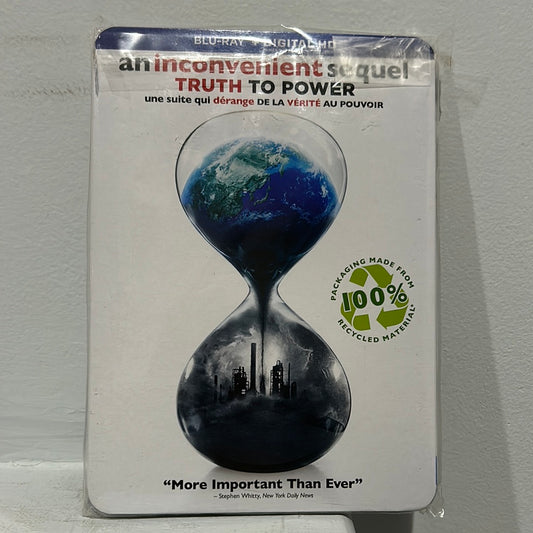 BLU-RAY + DIGITAL HD
an inconvenient sequel
TRUTH TO POWER
une suite qui dérange DE LA VÉRITÉ AU POUVOIR
PACKAGING MADE FROM
100%
RECYCLED MATERIAL*
“More Important Than Ever”
– Stephen Whitty, New York Daily News